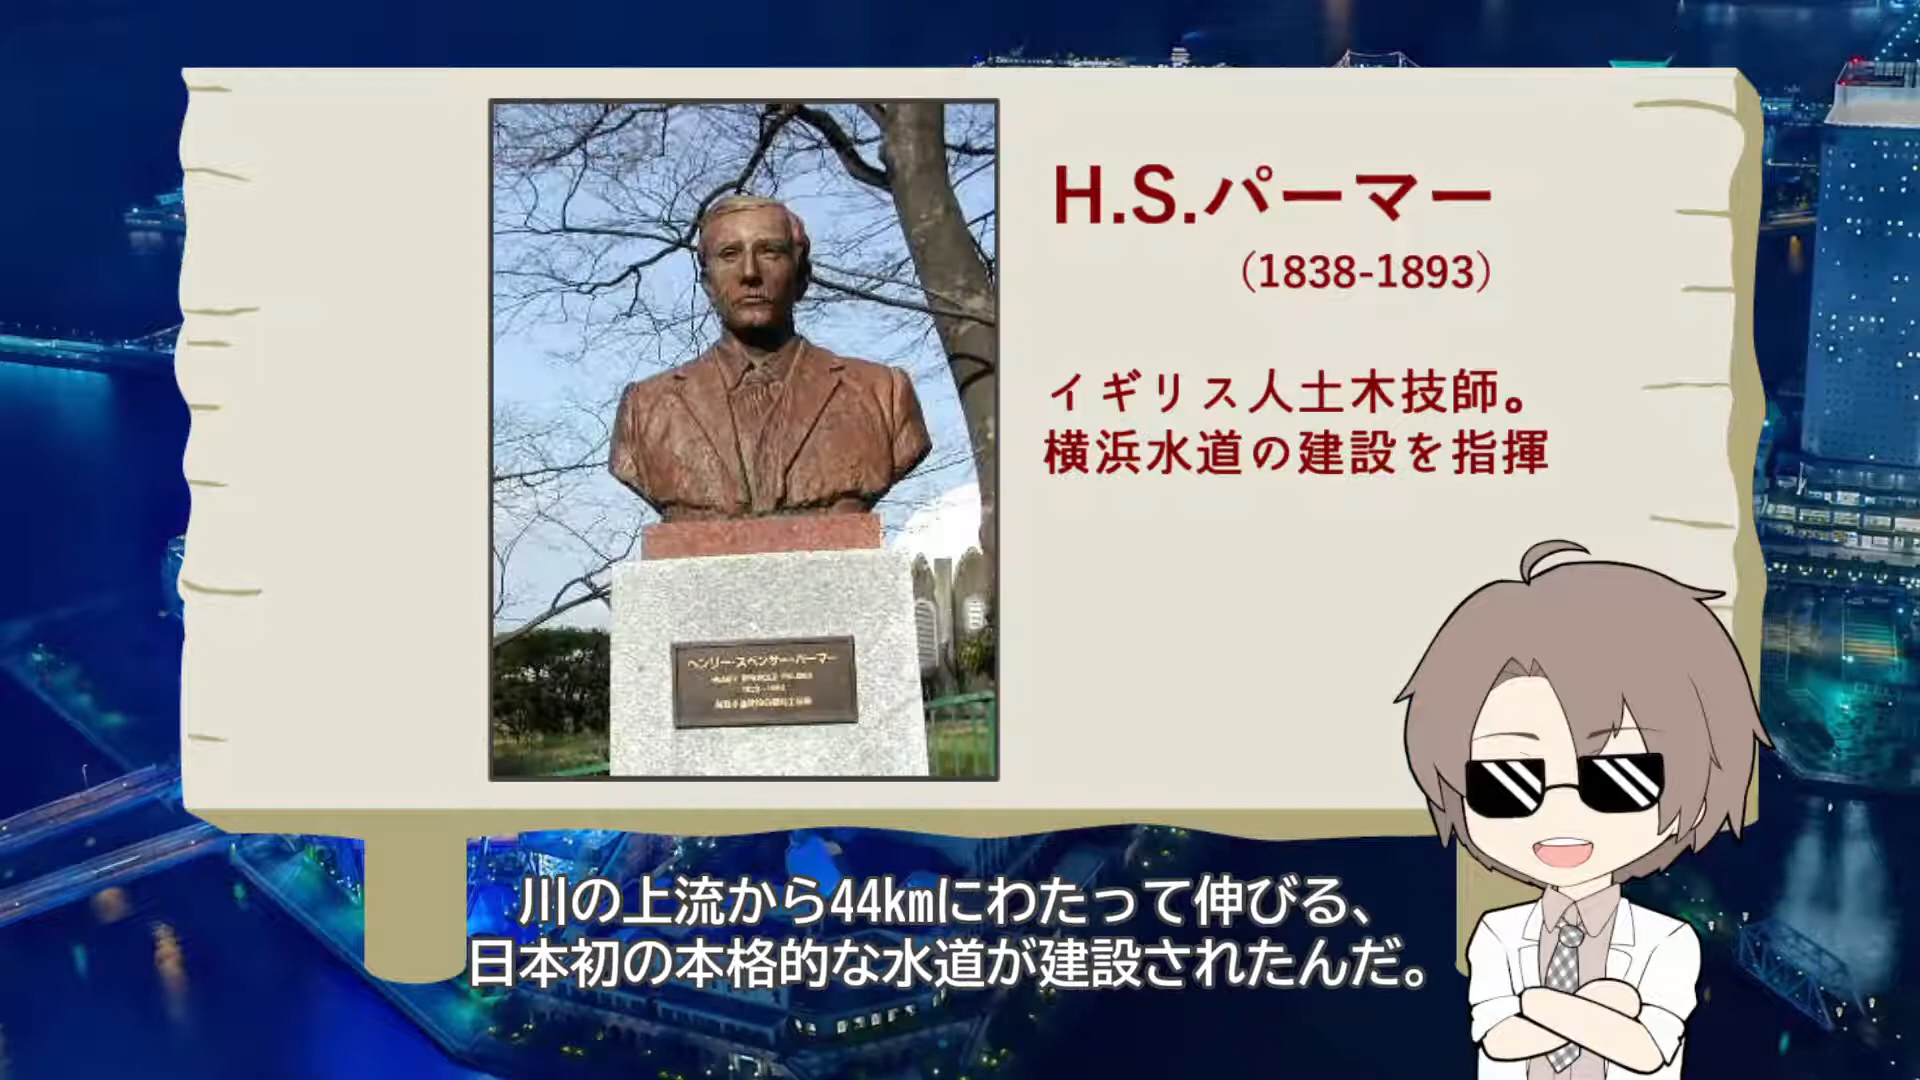 H.S.パーマー
（1838-1893）
イギリス人土木技師。
横浜水道の建設を指揮
ヘンリー・スペンサー・パーマー
川の上流から44㎞にわたって伸びる、
日本初の本格的な水道が建設されたんだ。